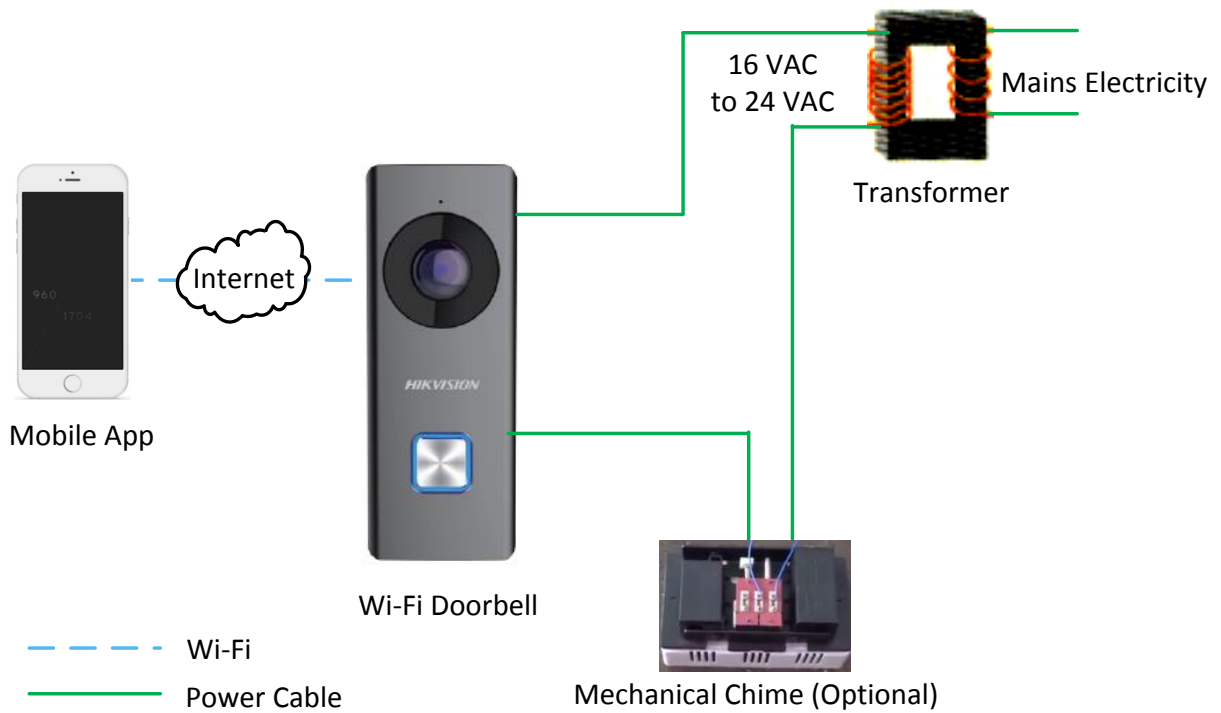 16 VAC
to 24 VAC
Mains Electricity
Transformer
Internet
960
1704
HIKVISION
Mobile App
Wi-Fi Doorbell
Wi-Fi
Power Cable
Mechanical Chime (Optional)